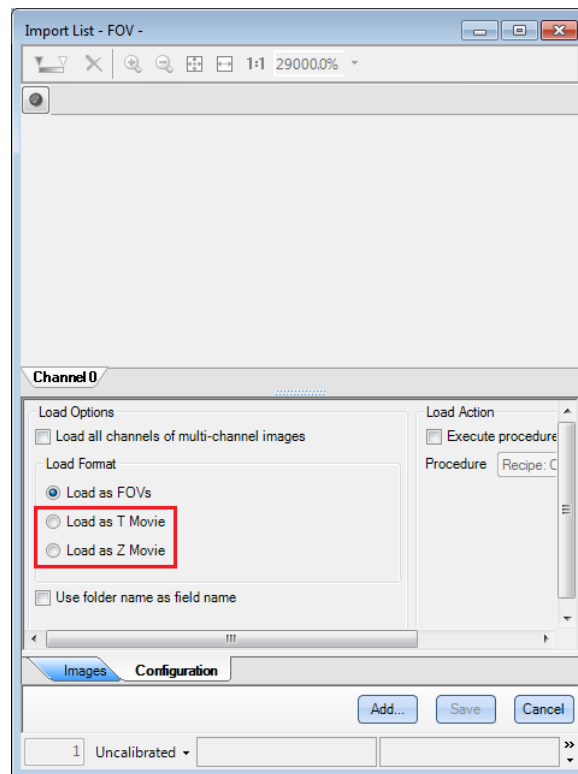 Import List - FOV -
1:1 29000.0%
Channel 0
Load Options
Load Action
Load all channels of multi-channel images
Execute procedure
Load Format
Procedure Recipe: C
Load as FOVs
Load as T Movie
Load as Z Movie
Use folder name as field name
Images Configuration
Add... Save Cancel
1 Uncalibrated